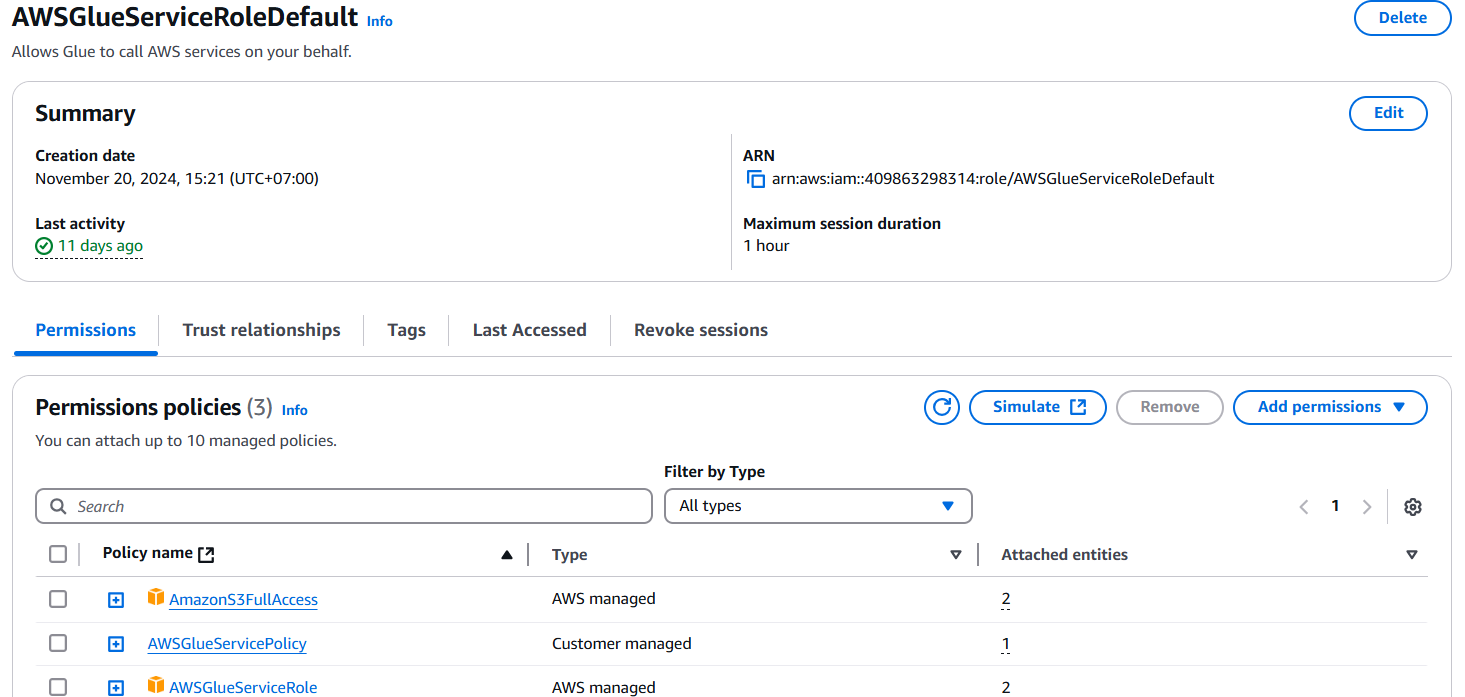 AWSGlueServiceRoleDefault Info
Delete
Allows Glue to call AWS services on your behalf.
Summary
Edit
Creation date
November 20, 2024, 15:21 (UTC+07:00)
ARN
arn:aws:iam::409863298314:role/AWSGlueServiceRoleDefault
Last activity
11 days ago
Maximum session duration
1 hour
Permissions Trust relationships Tags Last Accessed Revoke sessions
Permissions policies (3) Info
Simulate Remove Add permissions
You can attach up to 10 managed policies.
Filter by Type
Search
All types
1
Policy name Type Attached entities
AmazonS3FullAccess AWS managed 2
AWSGlueServicePolicy Customer managed 1
AWSGlueServiceRole AWS managed 2